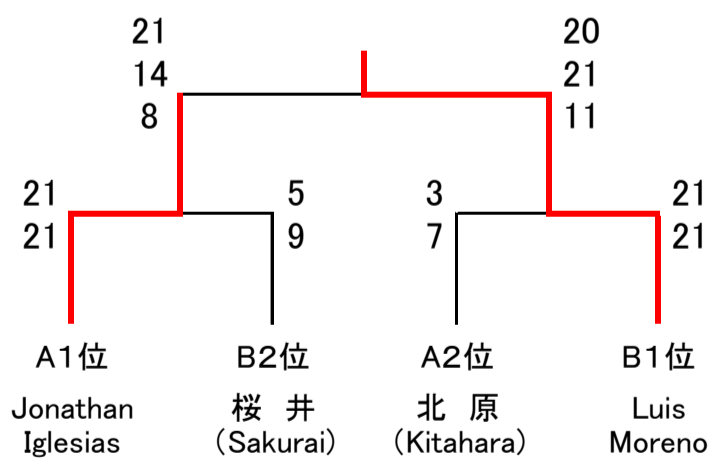 21 20
14 21
8 11
21 5 3 21
21 9 7 21
A1位 B2位 A2位 B1位
Jonathan 桜　井 北　原 Luis
Iglesias （Sakurai） （Kitahara） Moreno